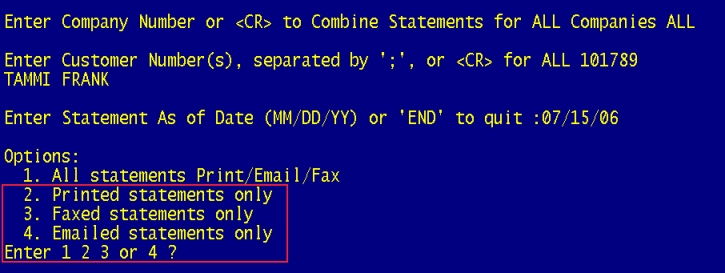 Enter Company Number or <CR> to Combine Statements for ALL Companies ALL
Enter Customer Number(s), separated by ';', or <CR> for ALL 101789
TAMMI FRANK
Enter Statement As of Date (MM/DD/YY) or 'END' to quit :07/15/06
Options:
1. All statements Print/Email/Fax
2. Printed statements only
3. Faxed statements only
4. Emailed statements only
Enter 1 2 3 or 4 ?